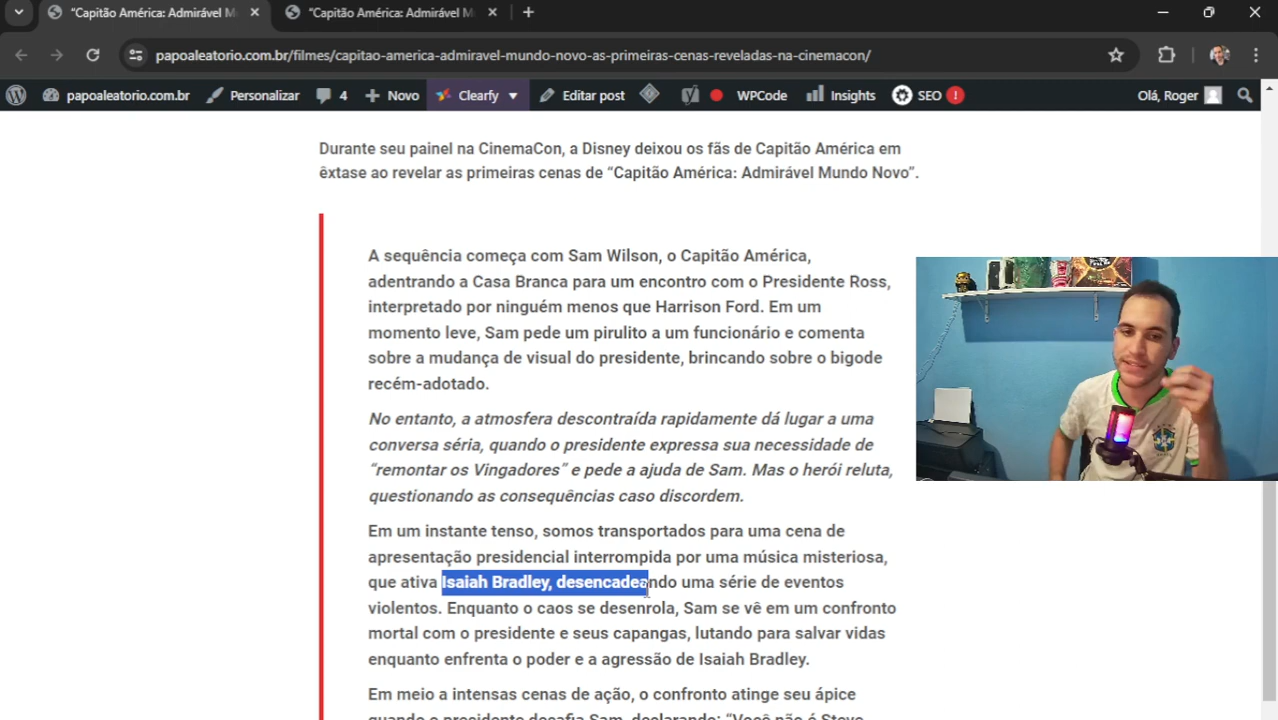 "Capitão América: Admirável M
"Capitão América: Admirável M
papoaleatorio.com.br/filmes/capitao-america-admiravel-mundo-novo-as-primeiras-cenas-reveladas-na-cinemacon/
papoaleatorio.com.br Personalizar 4 Novo Clearfy Editar post WPCode Insights SEO ! Olá, Roger
Durante seu painel na CinemaCon, a Disney deixou os fãs de Capitão América em
êxtase ao revelar as primeiras cenas de “Capitão América: Admirável Mundo Novo”.
A sequência começa com Sam Wilson, o Capitão América,
adentrando a Casa Branca para um encontro com o Presidente Ross,
interpretado por ninguém menos que Harrison Ford. Em um
momento leve, Sam pede um pirulito a um funcionário e comenta
sobre a mudança de visual do presidente, brincando sobre o bigode
recém-adotado.
No entanto, a atmosfera descontraída rapidamente dá lugar a uma
conversa séria, quando o presidente expressa sua necessidade de
“remontar os Vingadores” e pede a ajuda de Sam. Mas o herói reluta,
questionando as consequências caso discordem.
Em um instante tenso, somos transportados para uma cena de
apresentação presidencial interrompida por uma música misteriosa,
que ativa Isaiah Bradley, desencadeando uma série de eventos
violentos. Enquanto o caos se desenrola, Sam se vê em um confronto
mortal com o presidente e seus capangas, lutando para salvar vidas
enquanto enfrenta o poder e a agressão de Isaiah Bradley.
Em meio a intensas cenas de ação, o confronto atinge seu ápice
quando o presidente desafia Sam, declarando: “Você não é Steve